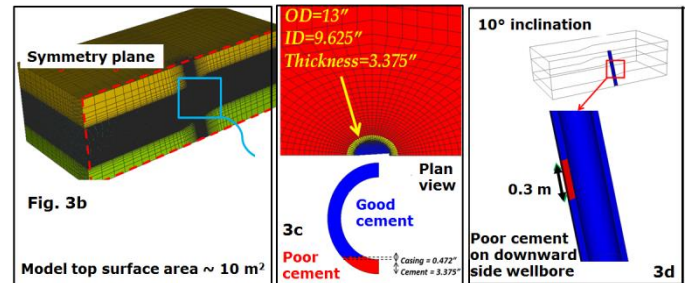 Symmetry plane
Fig. 3b
Model top surface area ~ 10 m²
OD=13”
ID=9.625”
Thickness=3.375”
Plan
view
Good
cement
3c
Poor
cement
Casing = 0.472”
Cement = 3.375”
10° inclination
0.3 m
Poor cement
on downward
side wellbore
3d